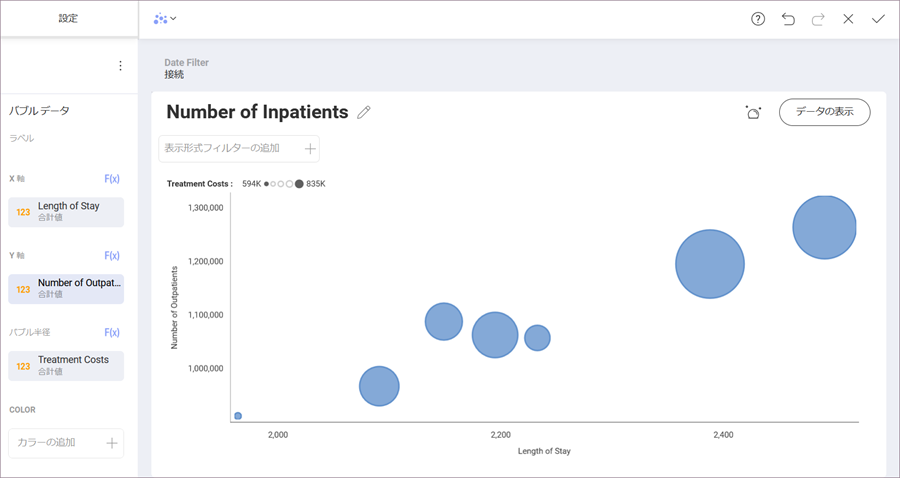 設定
Date Filter
接続
バブル データ
ラベル
X 軸
F(x)
123
Length of Stay
合計値
Y 軸
F(x)
123
Number of Outpat...
合計値
バブル半径
F(x)
123
Treatment Costs
合計値
COLOR
カラーの追加
Number of Inpatients
データの表示
表示形式フィルターの追加
Treatment Costs :
594K
835K
1,300,000
1,200,000
1,100,000
1,000,000
Number of Outpatients
2,000
2,200
2,400
Length of Stay